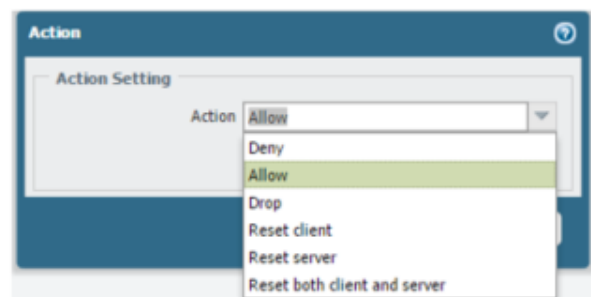 Action
Action Setting
Action Allow
Deny
Allow
Drop
Reset client
Reset server
Reset both client and server